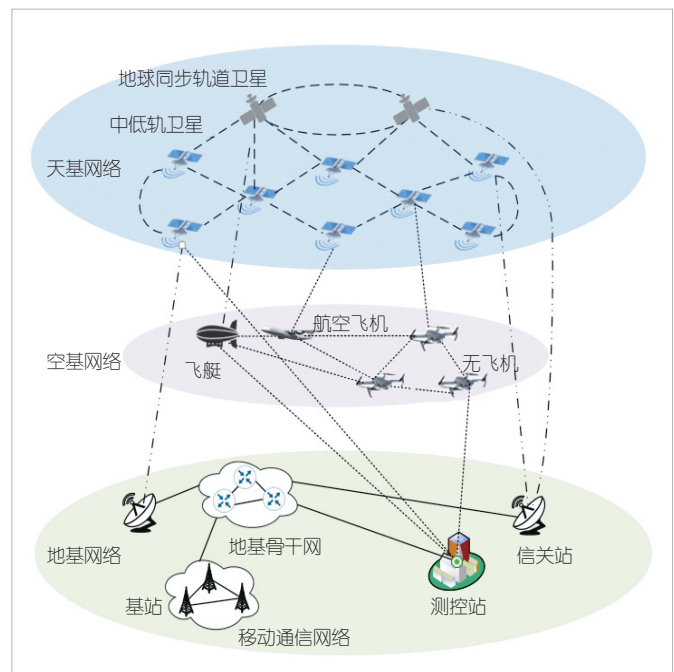 地球同步轨道卫星
中低轨卫星
天基网络
航空飞机
空基网络
飞艇
无飞机
地基网络
地基骨干网
信关站
基站
测控站
移动通信网络